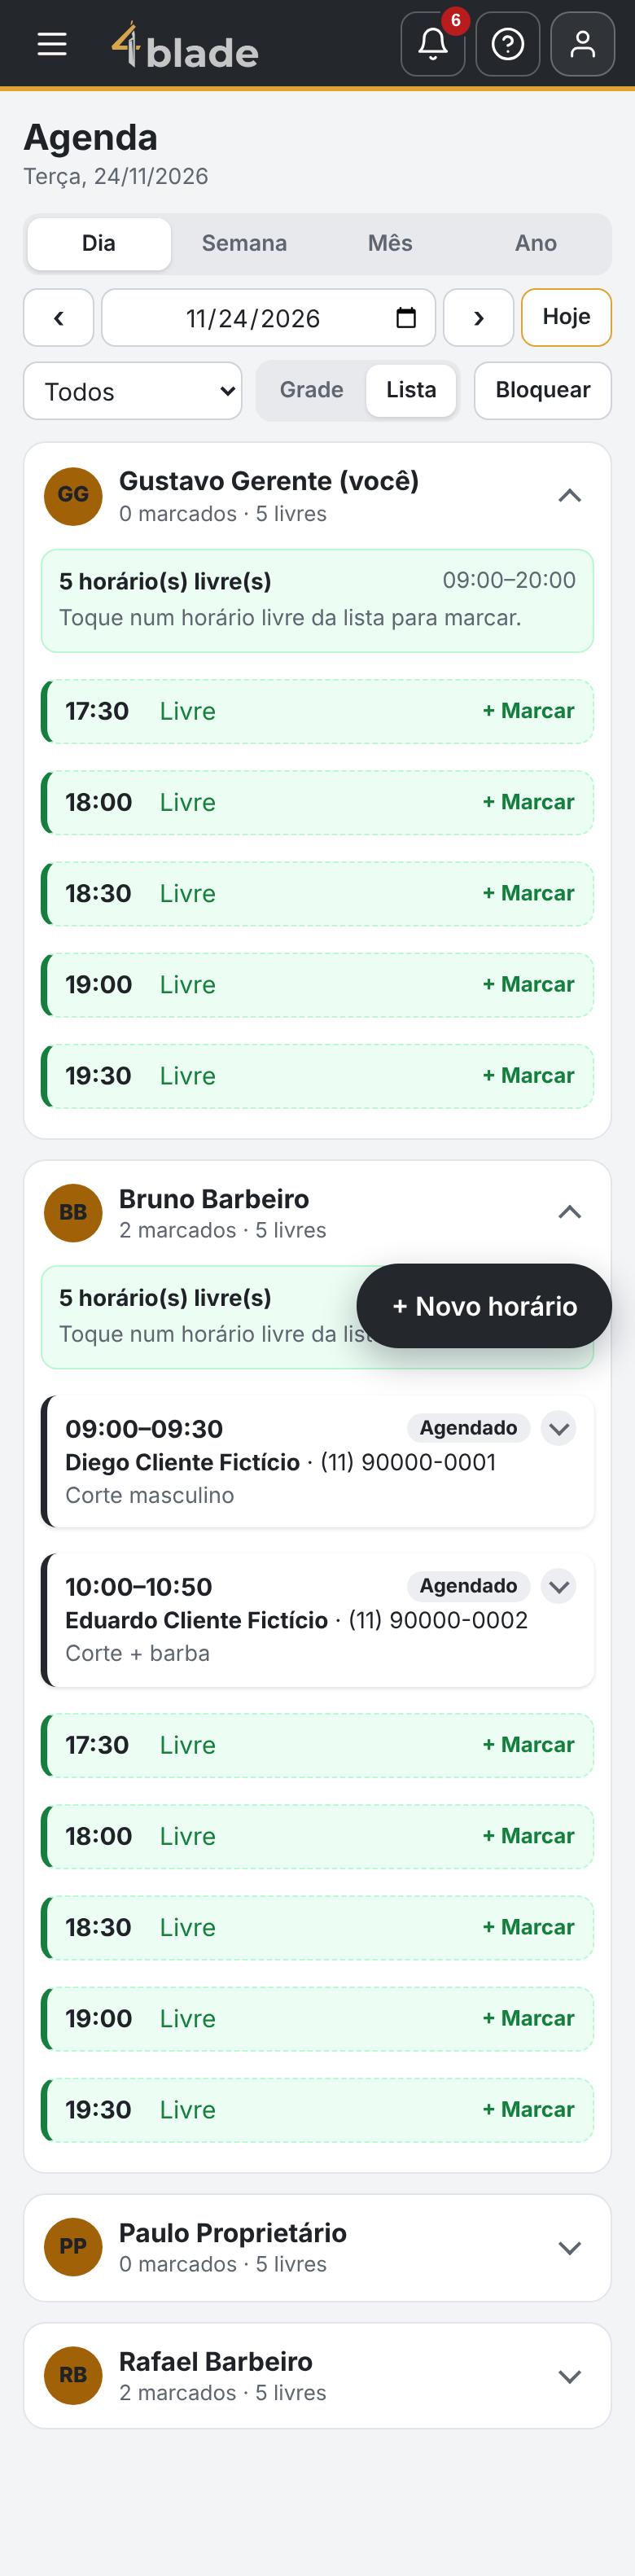 4blade
6
Agenda
Terça, 24/11/2026
Dia Semana Mês Ano
‹ 11/24/2026 › Hoje
Todos Grade Lista Bloquear
GG Gustavo Gerente (você)
0 marcados · 5 livres
5 horário(s) livre(s) 09:00–20:00
Toque num horário livre da lista para marcar.
17:30 Livre + Marcar
18:00 Livre + Marcar
18:30 Livre + Marcar
19:00 Livre + Marcar
19:30 Livre + Marcar
BB Bruno Barbeiro
2 marcados · 5 livres
5 horário(s) livre(s)
+ Novo horário
Toque num horário livre da
09:00–09:30 Agendado
Diego Cliente Fictício · (11) 90000-0001
Corte masculino
10:00–10:50 Agendado
Eduardo Cliente Fictício · (11) 90000-0002
Corte + barba
17:30 Livre + Marcar
18:00 Livre + Marcar
18:30 Livre + Marcar
19:00 Livre + Marcar
19:30 Livre + Marcar
PP Paulo Proprietário
0 marcados · 5 livres
RB Rafael Barbeiro
2 marcados · 5 livres